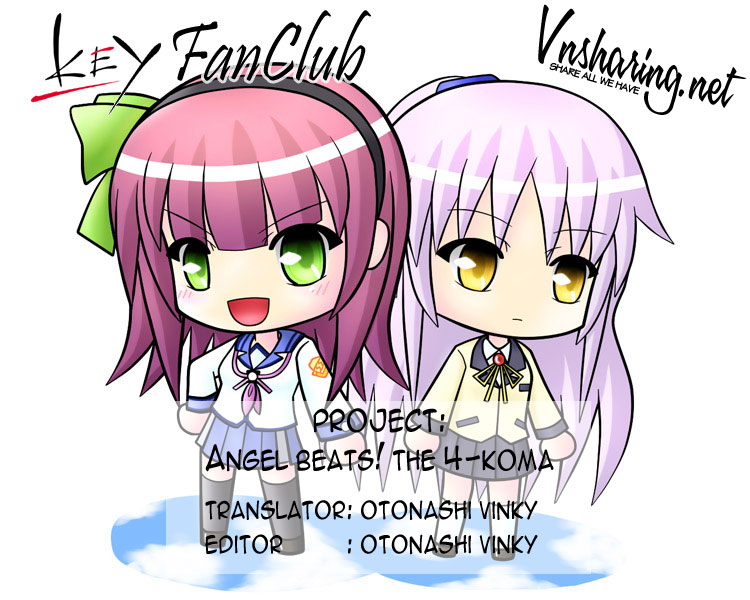 KEY FanClub
Vnsharing.net
SHARE ALL WE HAVE
PROJECT:
ANGEL BEATS! THE 4-KOMA
TRANSLATOR: OTONASHI VINKY
EDITOR : OTONASHI VINKY